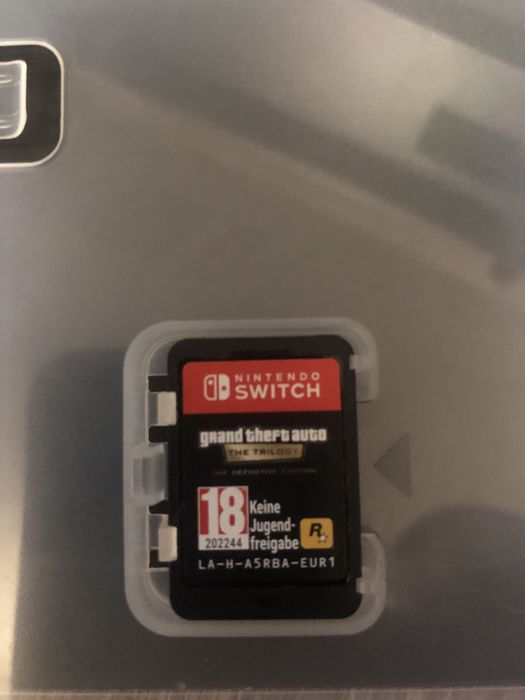 NINTENDO
SWITCH
grand theft auto
THE TRILOGY
THE DEFINITIVE EDITION
18
202244
Keine
Jugend-
freigabe
R
LA-H-A5RBA-EUR1